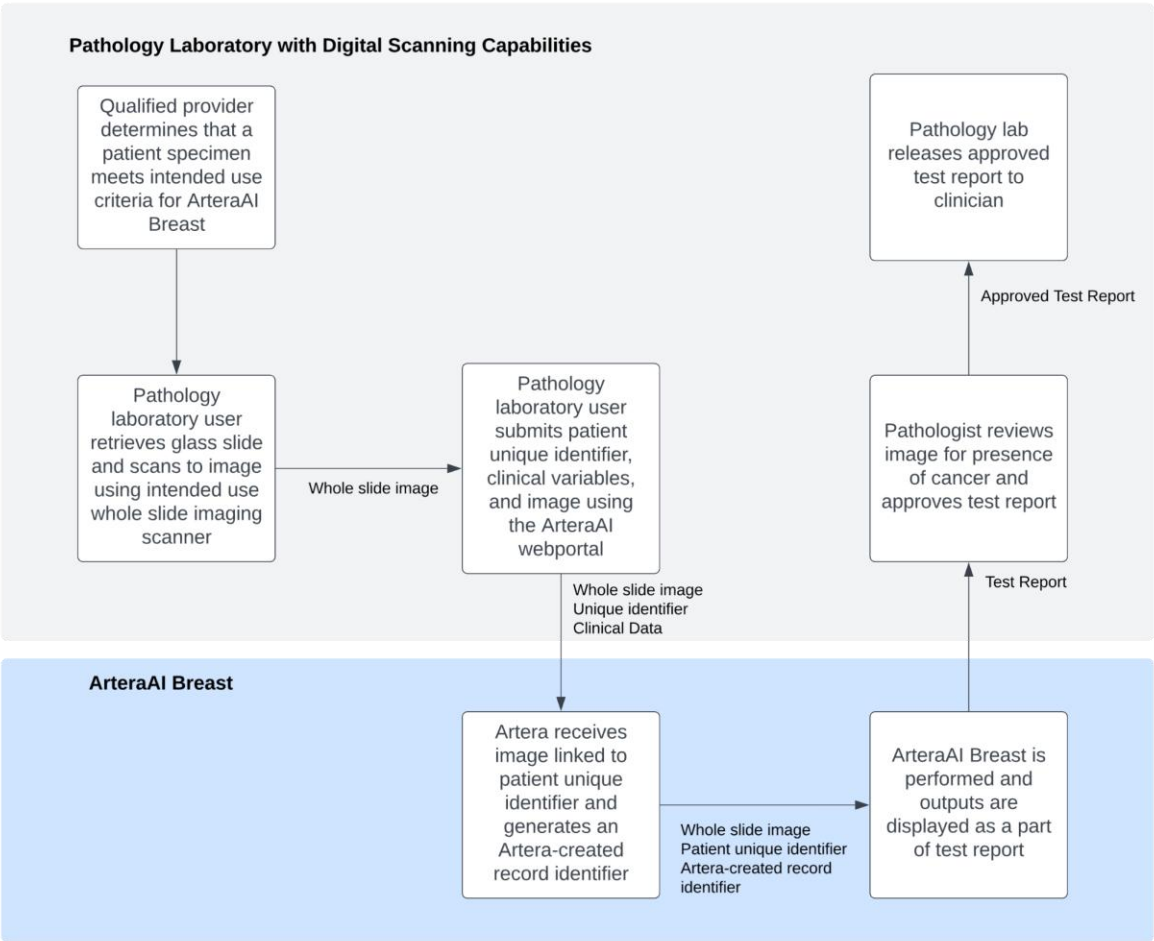 Pathology Laboratory with Digital Scanning Capabilities
Qualified provider
determines that a
patient specimen
meets intended use
criteria for ArteraAI
Breast
Pathology
laboratory user
retrieves glass slide
and scans to image
using intended use
whole slide imaging
scanner
Whole slide image
Pathology
laboratory user
submits patient
unique identifier,
clinical variables,
and image using
the ArteraAI
webportal
Whole slide image
Unique identifier
Clinical Data
Pathology lab
releases approved
test report to
clinician
Approved Test Report
Pathologist reviews
image for presence
of cancer and
approves test report
Test Report
ArteraAI Breast
Artera receives
image linked to
patient unique
identifier and
generates an
Artera-created
record identifier
Whole slide image
Patient unique identifier
Artera-created record
identifier
ArteraAI Breast is
performed and
outputs are
displayed as a part
of test report